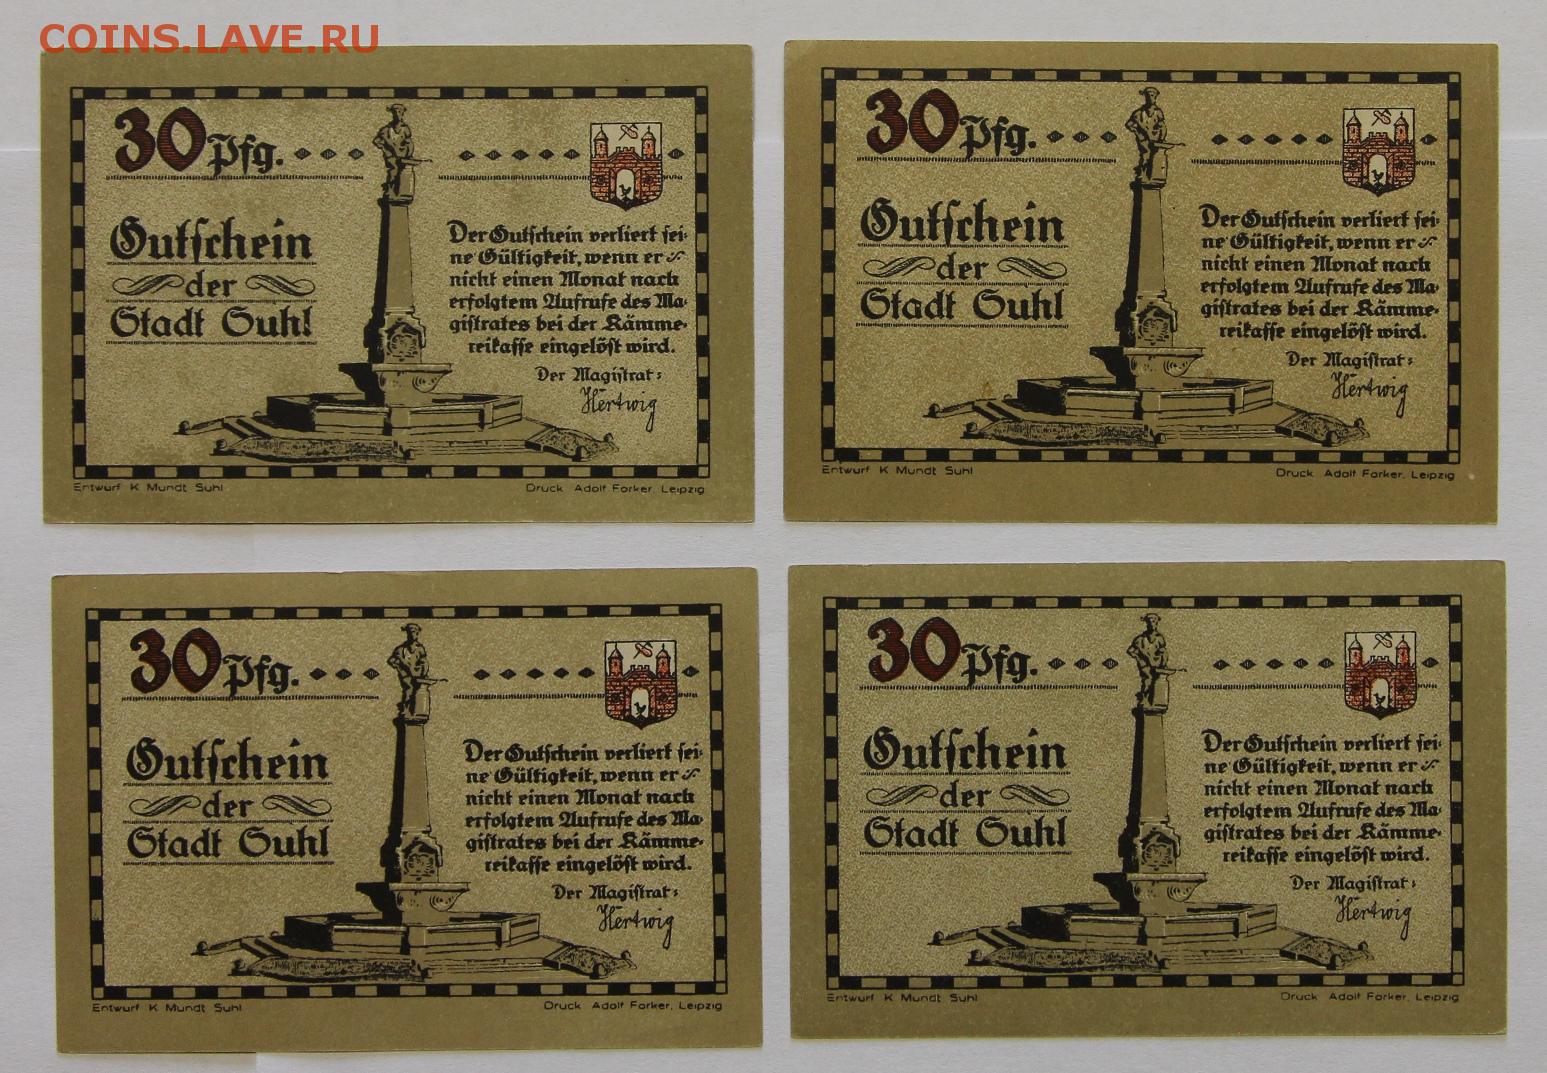 COINS.LAVE.RU
30 Pfg.
Gutschein
der
Stadt Suhl
Der Gutschein verliert sei-
ne Gültigkeit, wenn er
nicht einen Monat nach
erfolgtem Aufrufe des Ma-
gistrates bei der Kämme-
reikasse eingelöst wird.
Der Magistrat:
Hertwig
Entwurf K Mundt Suhl
Druck Adolf Forker, Leipzig
30 Pfg.
Gutschein
der
Stadt Suhl
Der Gutschein verliert sei-
ne Gültigkeit, wenn er
nicht einen Monat nach
erfolgtem Aufrufe des Ma-
gistrates bei der Kämme-
reikasse eingelöst wird.
Der Magistrat:
Hertwig
Entwurf K Mundt Suhl
Druck Adolf Forker, Leipzig
30 Pfg.
Gutschein
der
Stadt Suhl
Der Gutschein verliert sei-
ne Gültigkeit, wenn er
nicht einen Monat nach
erfolgtem Aufrufe des Ma-
gistrates bei der Kämme-
reikasse eingelöst wird.
Der Magistrat:
Hertwig
Entwurf K Mundt Suhl
Druck Adolf Forker, Leipzig
30 Pfg.
Gutschein
der
Stadt Suhl
Der Gutschein verliert sei-
ne Gültigkeit, wenn er
nicht einen Monat nach
erfolgtem Aufrufe des Ma-
gistrates bei der Kämme-
reikasse eingelöst wird.
Der Magistrat:
Hertwig
Entwurf K Mundt Suhl
Druck Adolf Forker, Leipzig